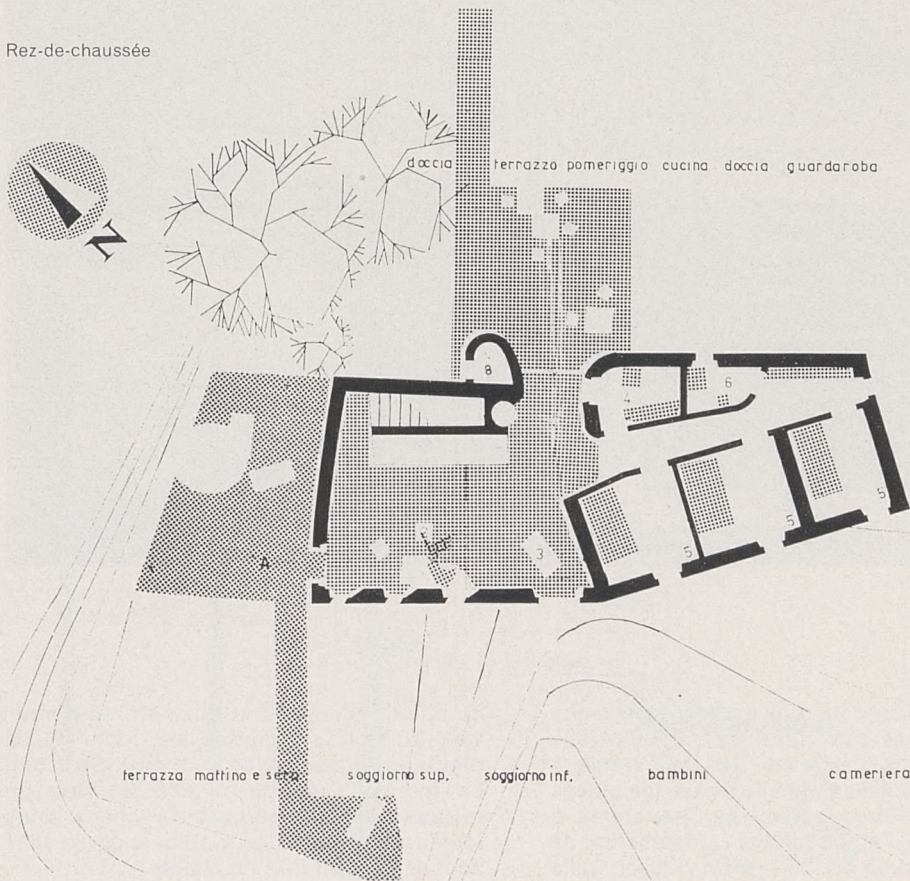 Rez-de-chaussée
N
doccia terrazzo pomeriggio cucina doccia guardaroba
8
6
3
5
5
5
A
terrazza mattino e sera soggiorno sup. soggiorno inf. bambini cameriera